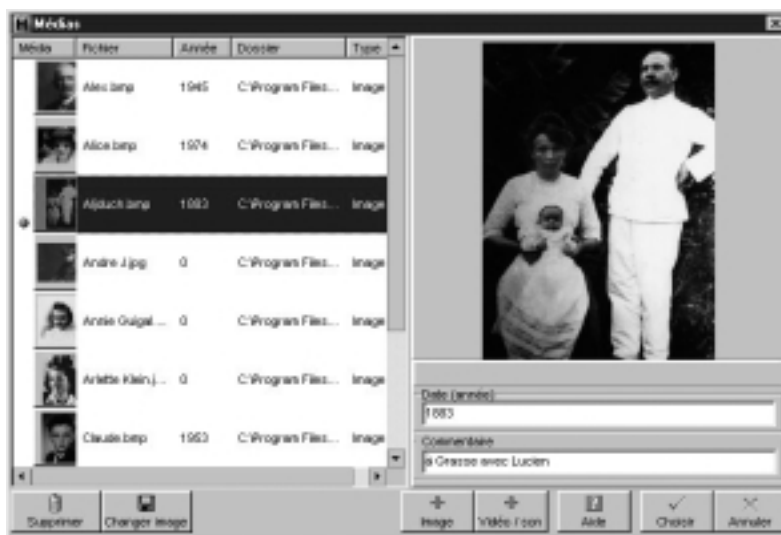 Médias
Média Fichier Année Dossier Type
Alex.bmp 1945 C:\Program Files... Image
Alice.bmp 1974 C:\Program Files... Image
1883 C:\Program Files... Image
Andre J.jpg 0 C:\Program Files... Image
Annie Guigal... 0 C:\Program Files... Image
Arlette Klein.j... 0 C:\Program Files... Image
Claude.bmp 1953 C:\Program Files... Image
Date (année)
1883
Commentaire
à Grasse avec Lucien
Supprimer Changer image Image Vidéo / son Aide Choisir Annuler